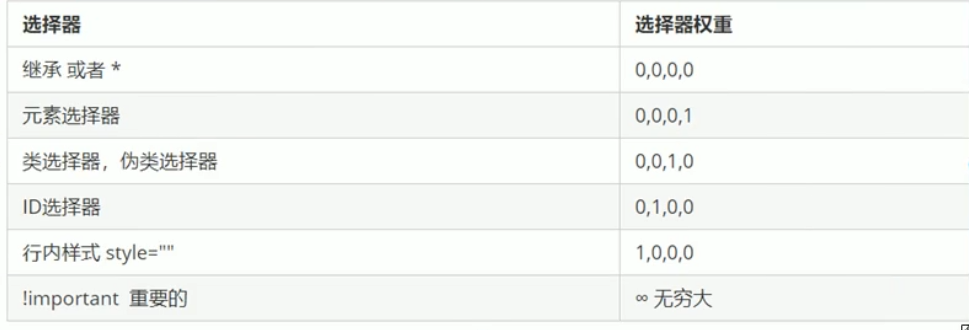 选择器 选择器权重
继承 或者 * 0,0,0,0
元素选择器 0,0,0,1
类选择器，伪类选择器 0,0,1,0
ID选择器 0,1,0,0
行内样式 style="" 1,0,0,0
!important 重要的 ∞ 无穷大